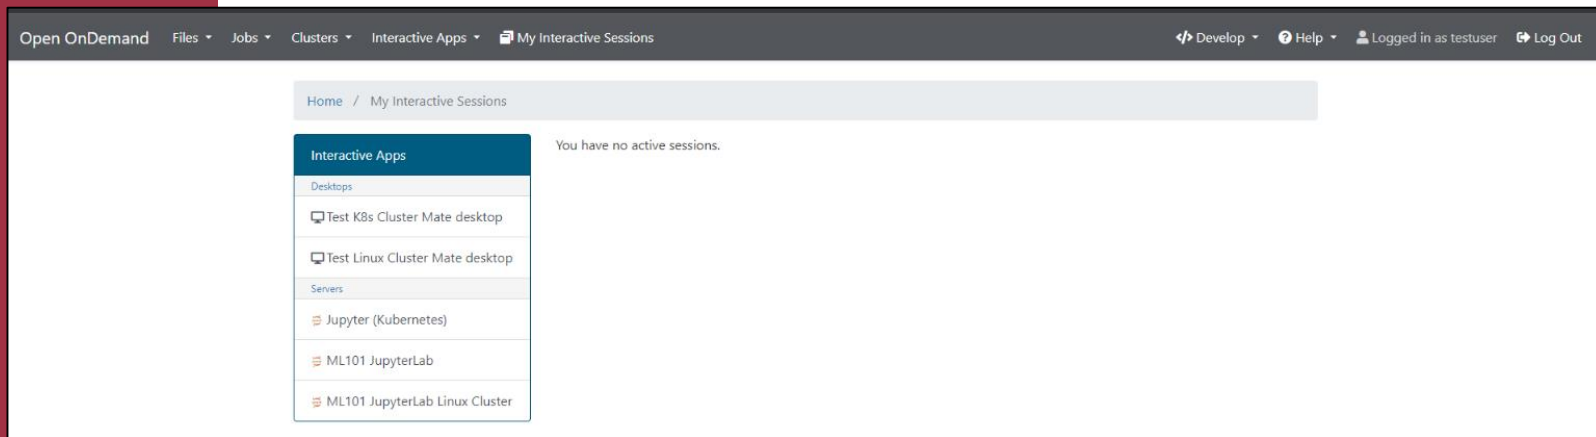 Open OnDemand Files Jobs Clusters Interactive Apps My Interactive Sessions Develop Help Logged in as testuser Log Out
Home / My Interactive Sessions
Interactive Apps
You have no active sessions.
Desktops
Test K8s Cluster Mate desktop
Test Linux Cluster Mate desktop
Servers
Jupyter (Kubernetes)
ML101 JupyterLab
ML101 JupyterLab Linux Cluster